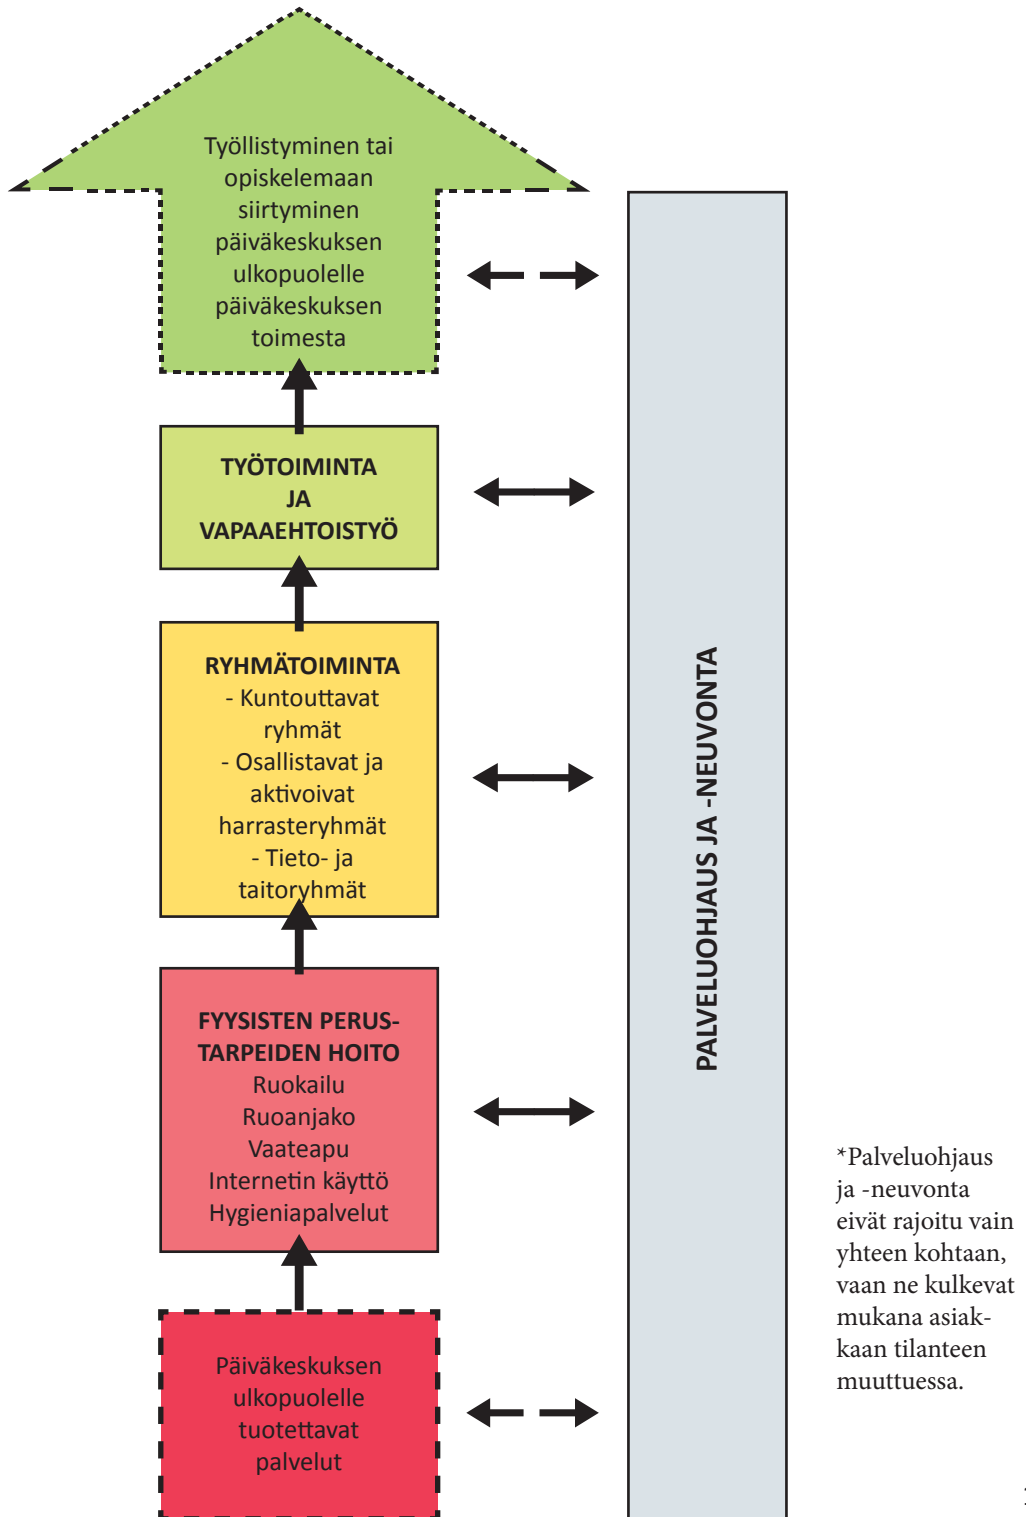 Työllistyminen tai
opiskelemaan
siirtyminen
päiväkeskuksen
ulkopuolelle
päiväkeskuksen
toimesta
TYÖTOIMINTA
JA
VAPAAEHTOISTYÖ
RYHMÄTOIMINTA
- Kuntouttavat
ryhmät
- Osallistavat ja
aktivoivat
harrasteryhmät
- Tieto- ja
taitoryhmät
FYYSISTEN PERUS-
TARPEIDEN HOITO
Ruokailu
Ruoanjako
Vaateapu
Internetin käyttö
Hygieniapalvelut
Päiväkeskuksen
ulkopuolelle
tuotettavat
palvelut
PALVELUOHJAUS JA -NEUVONTA
*Palveluohjaus
ja -neuvonta
eivät rajoitu vain
yhteen kohtaan,
vaan ne kulkevat
mukana asiak-
kaan tilanteen
muuttuessa.